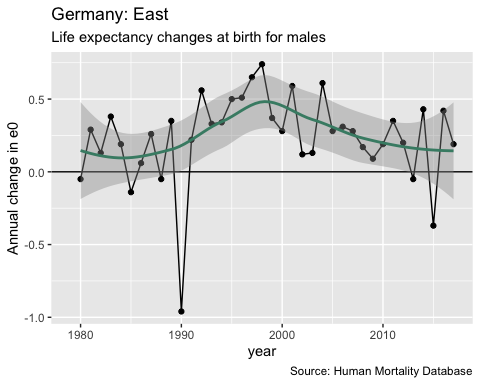 Germany: East
Life expectancy changes at birth for males
Annual change in e0
0.5
0.0
-0.5
-1.0
1980
1990
2000
2010
year
Source: Human Mortality Database